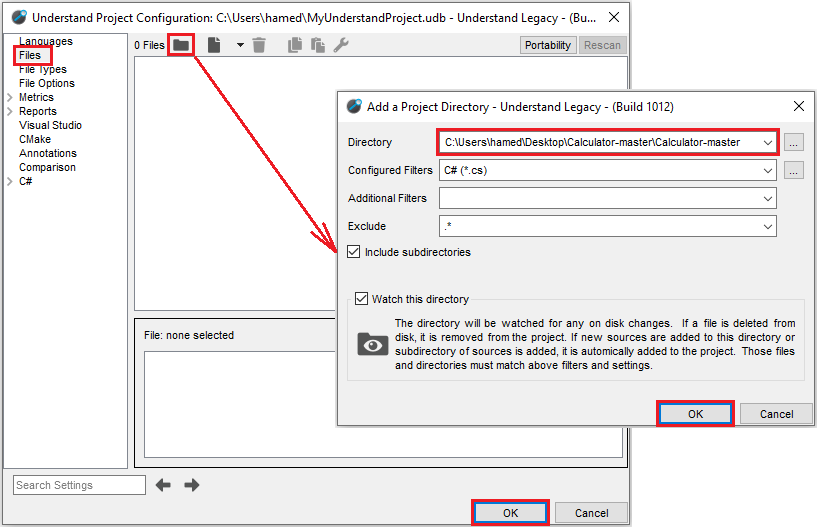 Understand Project Configuration: C:\Users\hamed\MyUnderstandProject.udb - Understand Legacy - (Bu...
Languages
Files
File Types
File Options
Metrics
Reports
Visual Studio
CMake
Annotations
Comparison
C#
0 Files
Portability
Rescan
File: none selected
Search Settings
OK
Cancel
Add a Project Directory - Understand Legacy - (Build 1012)
Directory
C:\Users\hamed\Desktop\Calculator-master\Calculator-master
...
Configured Filters
C# (*.cs)
...
Additional Filters
Exclude
.*
Include subdirectories
Watch this directory
The directory will be watched for any on disk changes. If a file is deleted from
disk, it is removed from the project. If new sources are added to this directory or
subdirectory of sources is added, it is automically added to the project. Those files
and directories must match above filters and settings.
OK
Cancel